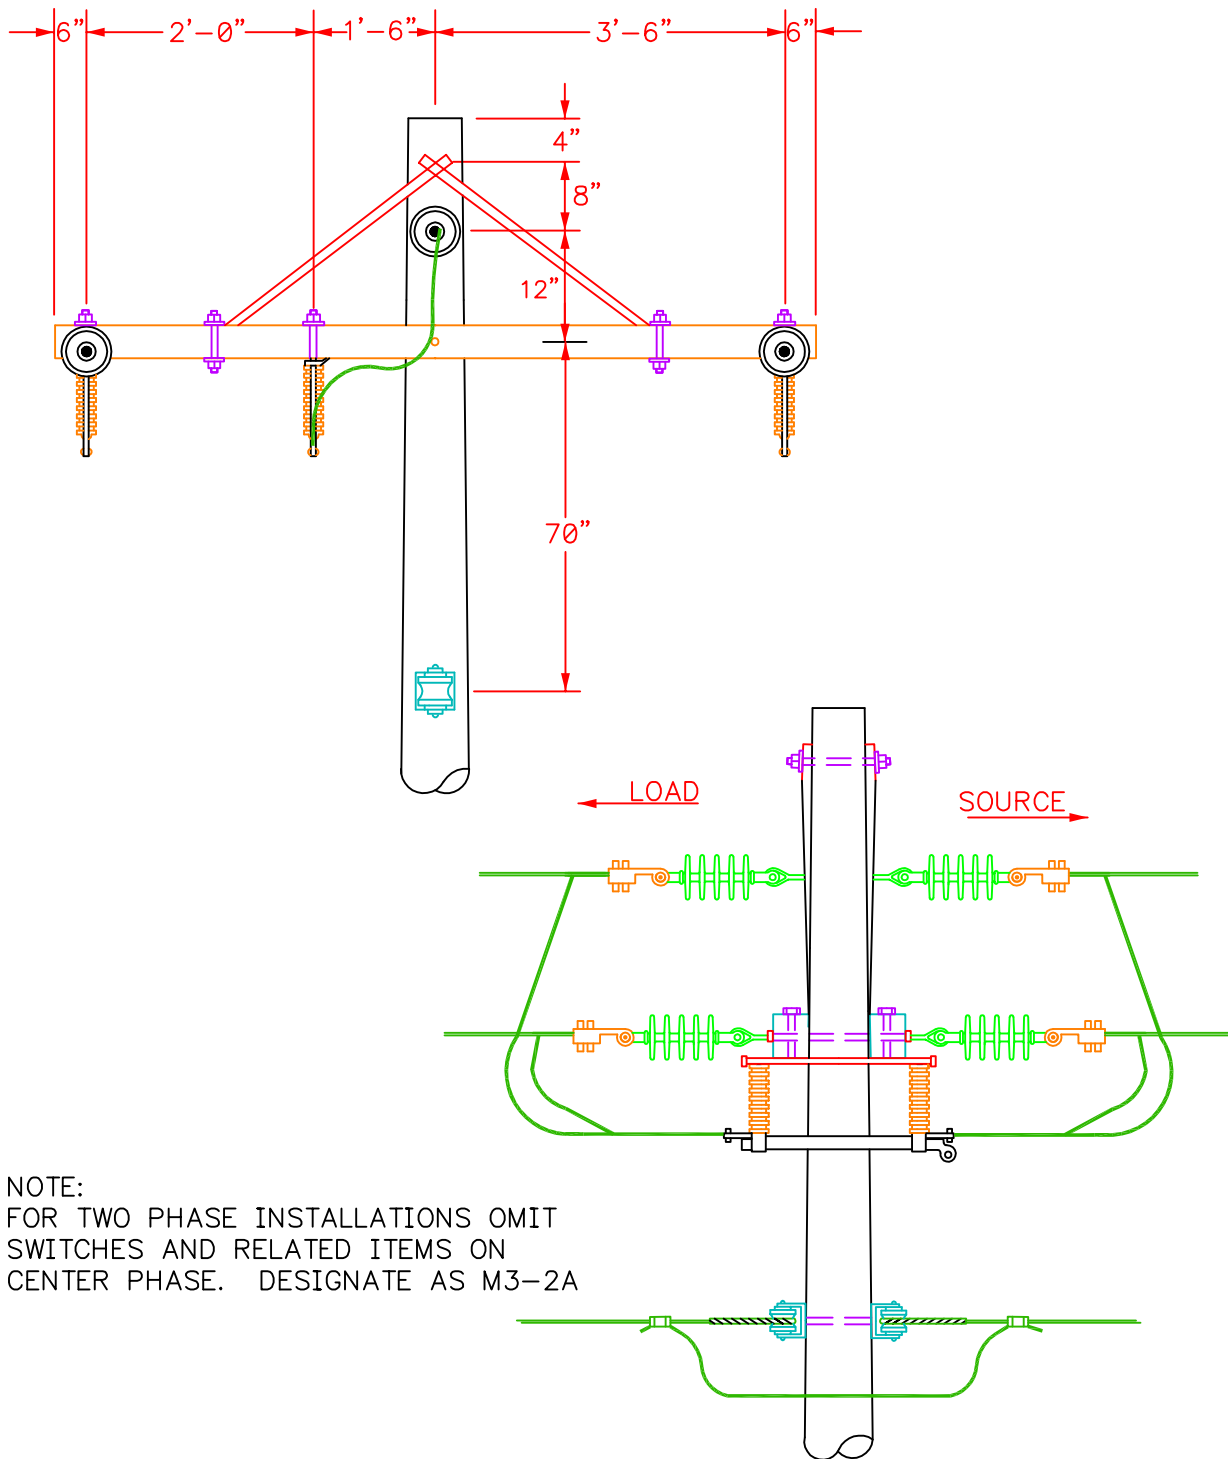 6” 2’-0” 1’-6” 3’-6” 6”
4”
8”
12”
70”
LOAD
SOURCE
NOTE:
FOR TWO PHASE INSTALLATIONS OMIT
SWITCHES AND RELATED ITEMS ON
CENTER PHASE.  DESIGNATE AS M3-2A